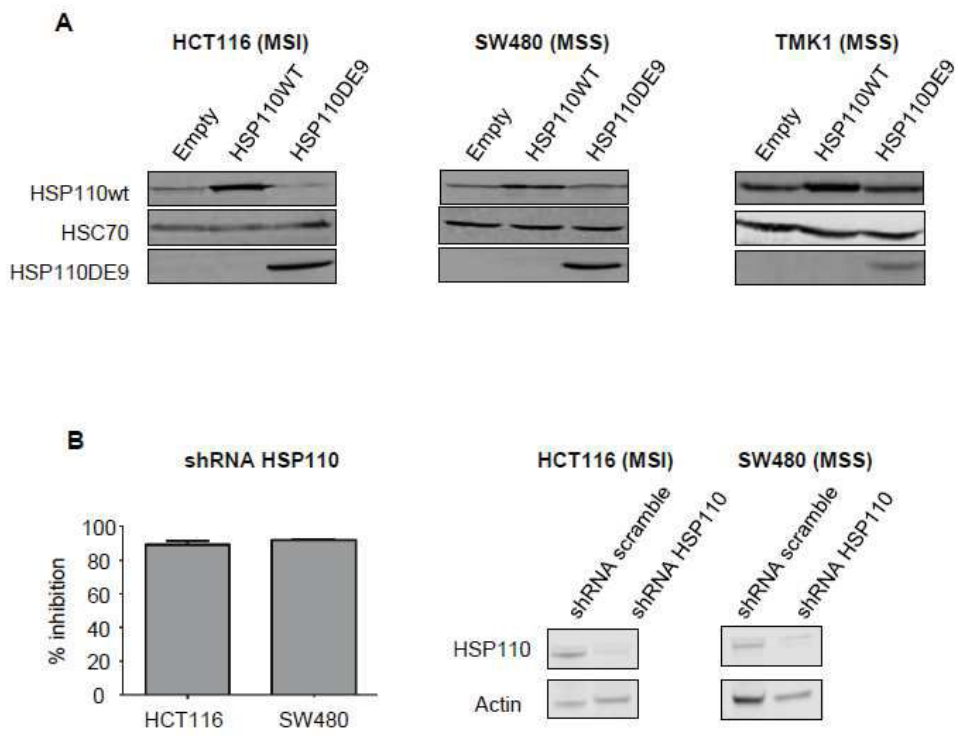 A
HCT116 (MSI)
SW480 (MSS)
TMK1 (MSS)
Empty
HSP110WT
HSP110DE9
Empty
HSP110WT
HSP110DE9
Empty
HSP110WT
HSP110DE9
HSP110wt
HSC70
HSP110DE9
B
shRNA HSP110
% inhibition
100
80
60
40
20
0
HCT116
SW480
HCT116 (MSI)
SW480 (MSS)
shRNA scramble
shRNA HSP110
shRNA scramble
shRNA HSP110
HSP110
Actin